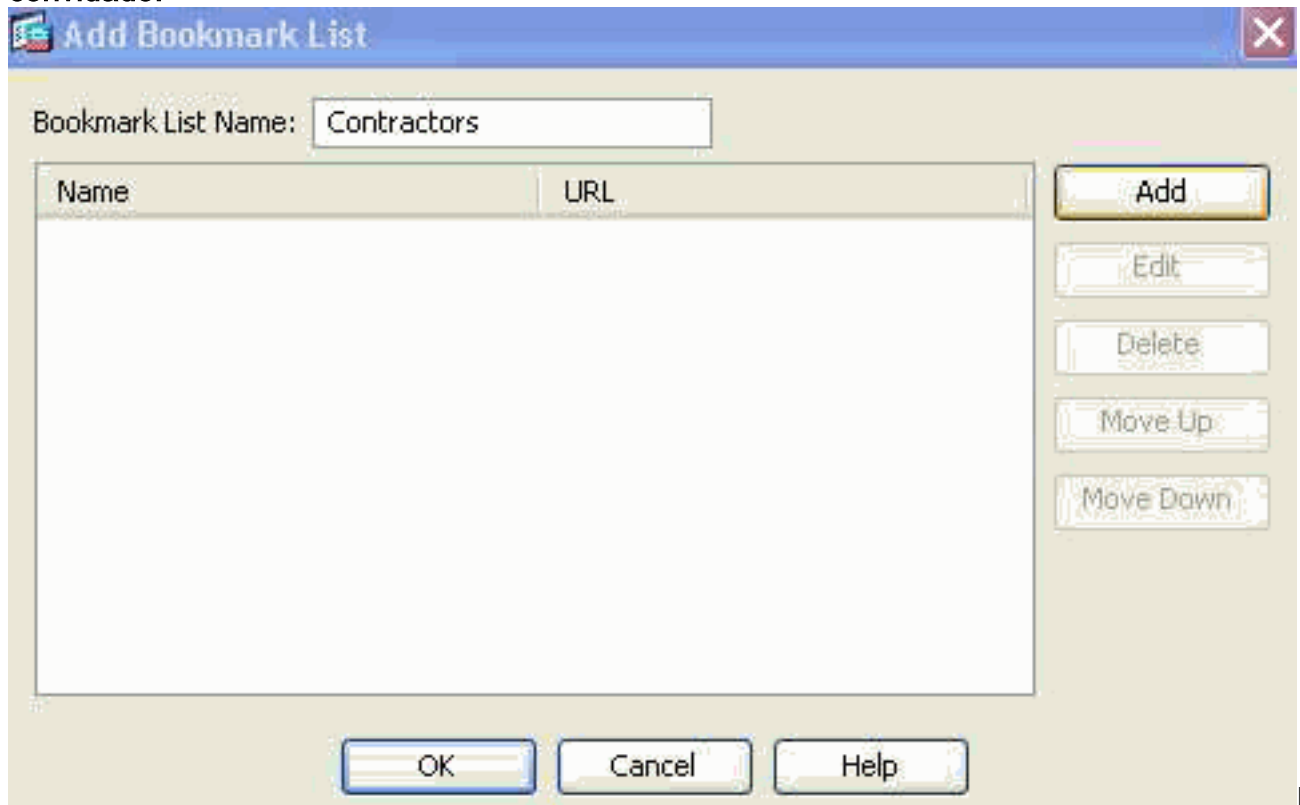 Add Bookmark List
Bookmark List Name: Contractors
Name URL
Add
Edit
Delete
Move Up
Move Down
OK Cancel Help